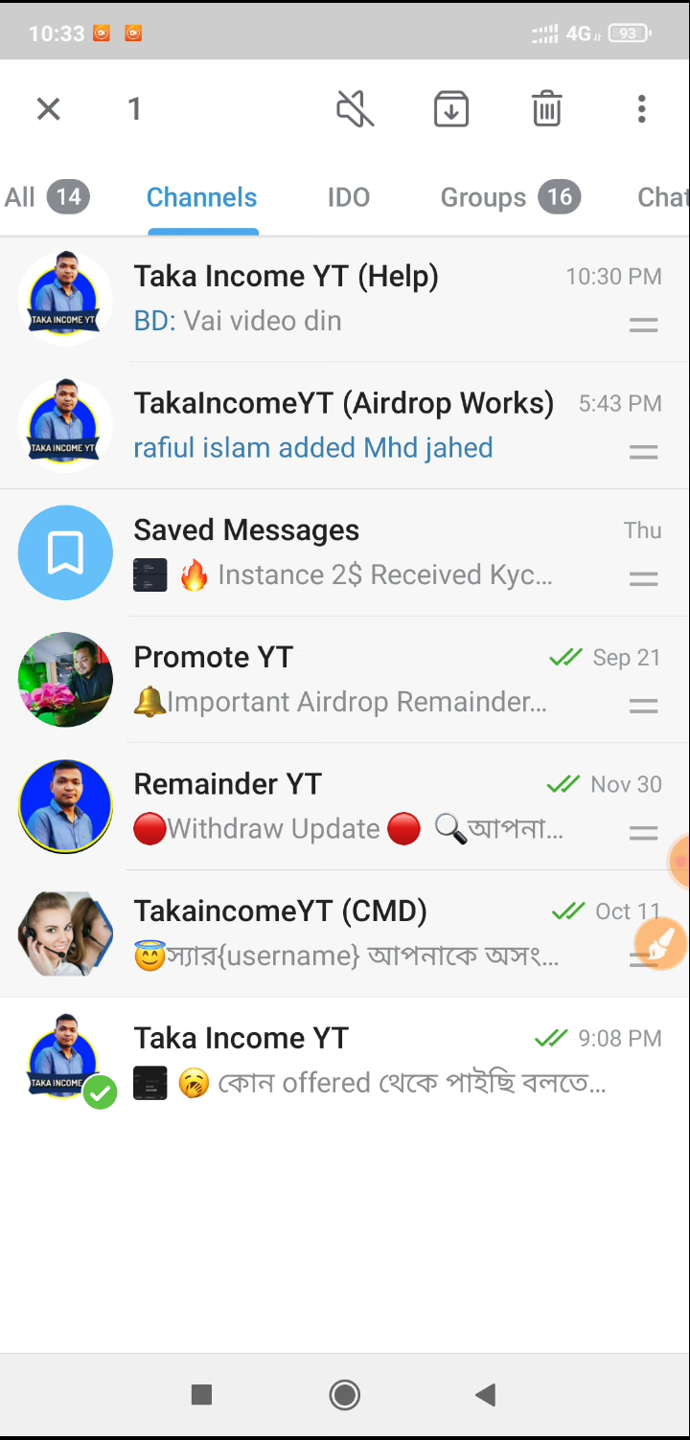 10:33 4G 93
1
All 14 Channels IDO Groups 16 Chat
Taka Income YT (Help) 10:30 PM
TAKA INCOME YT
BD: Vai video din
TakaIncomeYT (Airdrop Works) 5:43 PM
TAKA INCOME YT
rafiul islam added Mhd jahed
Saved Messages Thu
🔥 Instance 2$ Received Kyc...
Promote YT Sep 21
🔔Important Airdrop Remainder...
Remainder YT Nov 30
🔴Withdraw Update 🔴 🔍আপনা...
TakaincomeYT (CMD) Oct 11
😇স্যার{username} আপনাকে অসং...
Taka Income YT 9:08 PM
TAKA INCOME
🥱 কোন offered থেকে পাইছি বলতে...